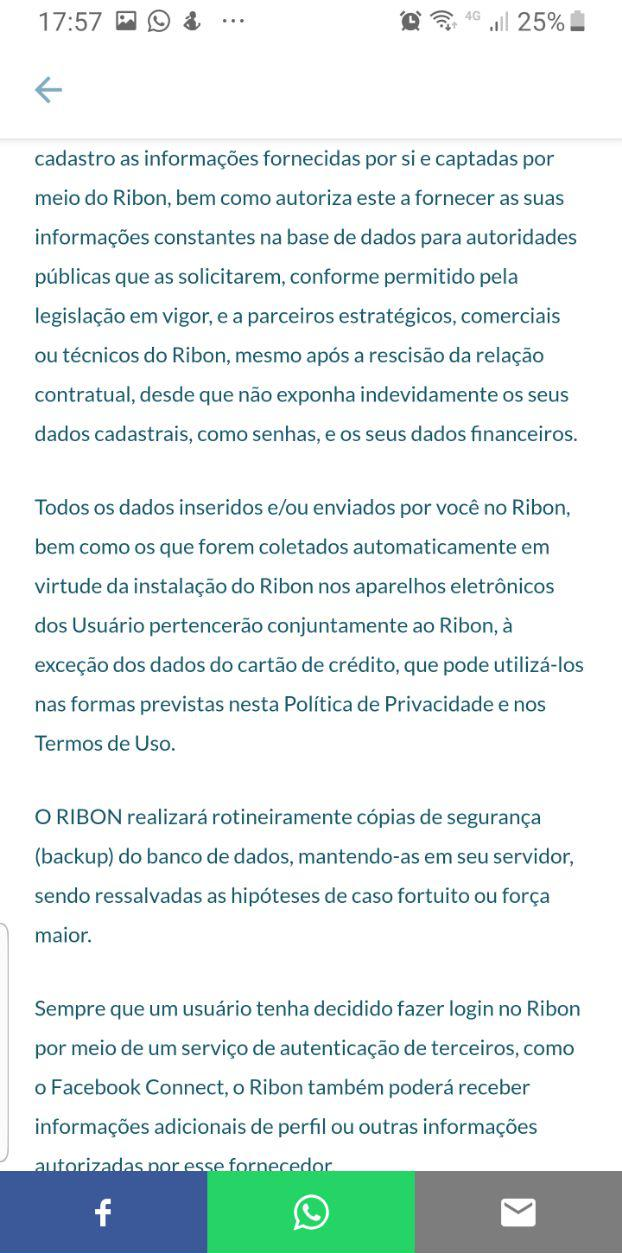 17:57 ... 4G 25%
cadastro as informações fornecidas por si e captadas por
meio do Ribon, bem como autoriza este a fornecer as suas
informações constantes na base de dados para autoridades
públicas que as solicitarem, conforme permitido pela
legislação em vigor, e a parceiros estratégicos, comerciais
ou técnicos do Ribon, mesmo após a rescisão da relação
contratual, desde que não exponha indevidamente os seus
dados cadastrais, como senhas, e os seus dados financeiros.
Todos os dados inseridos e/ou enviados por você no Ribon,
bem como os que forem coletados automaticamente em
virtude da instalação do Ribon nos aparelhos eletrônicos
dos Usuário pertencerão conjuntamente ao Ribon, à
exceção dos dados do cartão de crédito, que pode utilizá-los
nas formas previstas nesta Política de Privacidade e nos
Termos de Uso.
O RIBON realizará rotineiramente cópias de segurança
(backup) do banco de dados, mantendo-as em seu servidor,
sendo ressalvadas as hipóteses de caso fortuito ou força
maior.
Sempre que um usuário tenha decidido fazer login no Ribon
por meio de um serviço de autenticação de terceiros, como
o Facebook Connect, o Ribon também poderá receber
informações adicionais de perfil ou outras informações
autorizadas por esse fornecedor